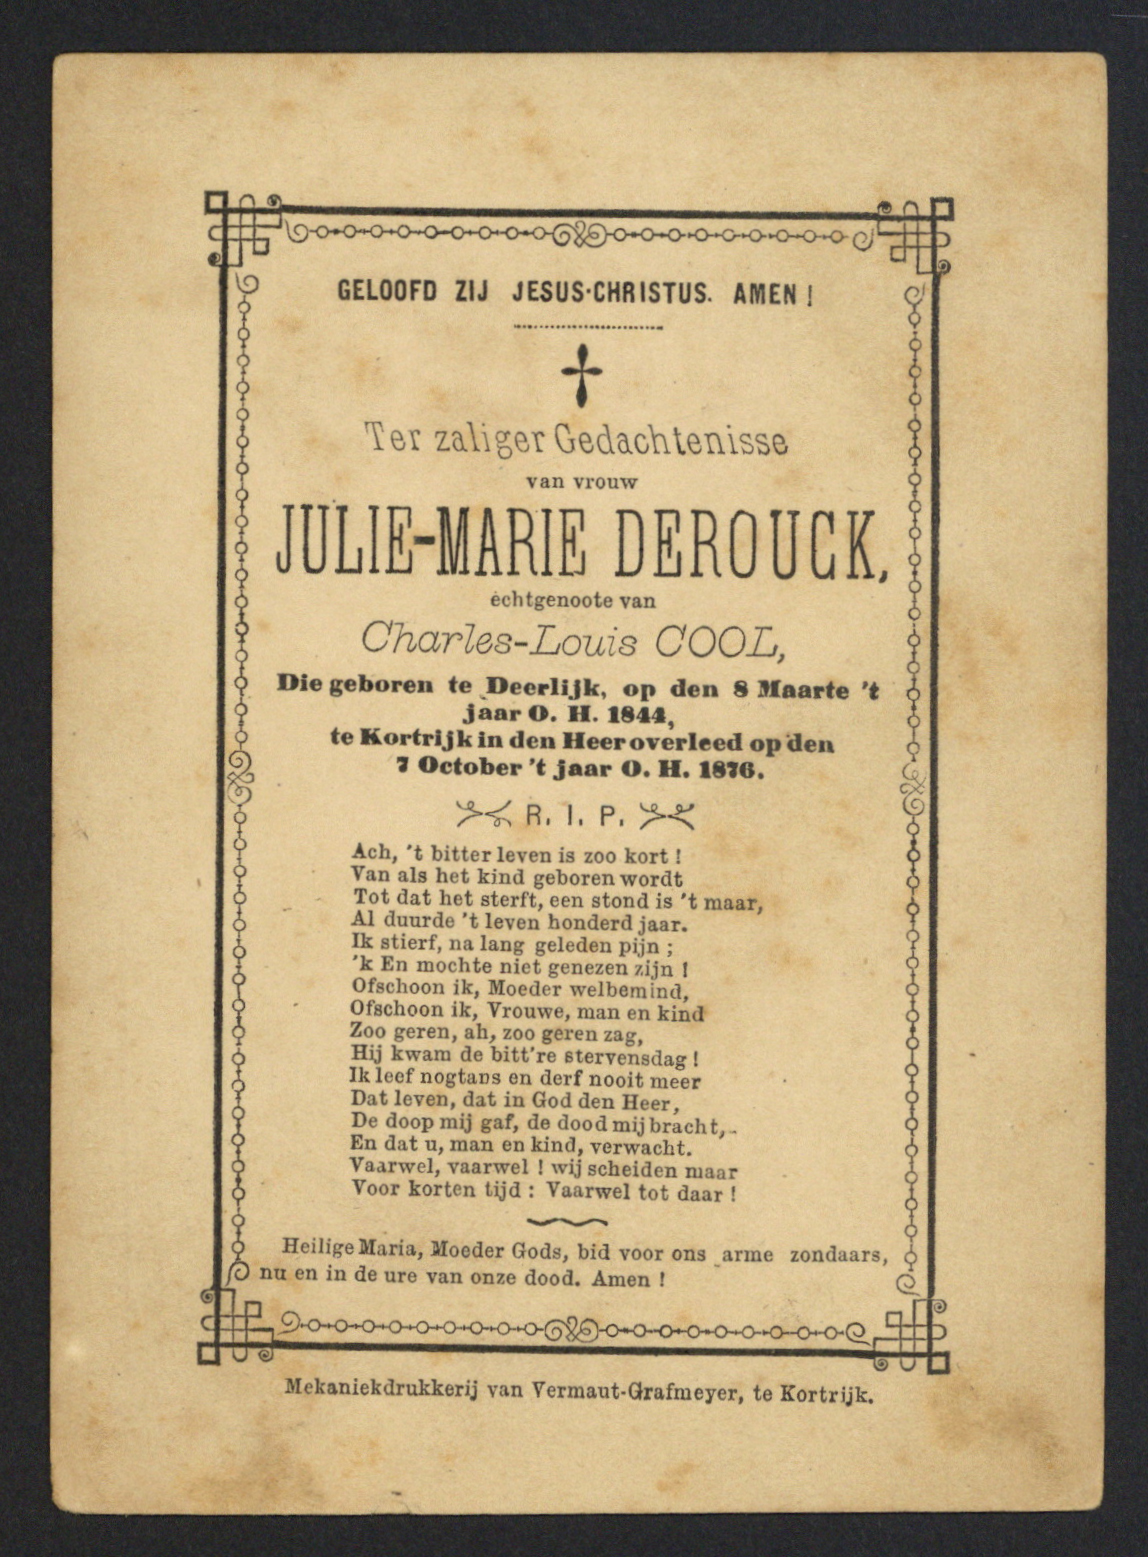 GELOOFD ZIJ JESUS-CHRISTUS. AMEN !
Ter zaliger Gedachtenisse
van vrouw
JULIE-MARIE DEROUCK,
echtgenoote van
Charles-Louis COOL,
Die geboren te Deerlijk, op den 8 Maarte 't
jaar O. H. 1844,
te Kortrijk in den Heer overleed op den
7 October 't jaar O. H. 1876.
R. I. P.
Ach, 't bitter leven is zoo kort !
Van als het kind geboren wordt
Tot dat het sterft, een stond is 't maar,
Al duurde 't leven honderd jaar.
Ik stierf, na lang geleden pijn ;
'k En mochte niet genezen zijn !
Ofschoon ik, Moeder welbemind,
Ofschoon ik, Vrouwe, man en kind
Zoo geren, ah, zoo geren zag,
Hij kwam de bitt're stervensdag !
Ik leef nogtans en derf nooit meer
Dat leven, dat in God den Heer,
De doop mij gaf, de dood mij bracht,
En dat u, man en kind, verwacht.
Vaarwel, vaarwel ! wij scheiden maar
Voor korten tijd : Vaarwel tot daar !
Heilige Maria, Moeder Gods, bid voor ons arme zondaars,
nu en in de ure van onze dood. Amen !
Mekaniekdrukkerij van Vermaut-Grafmeyer, te Kortrijk.